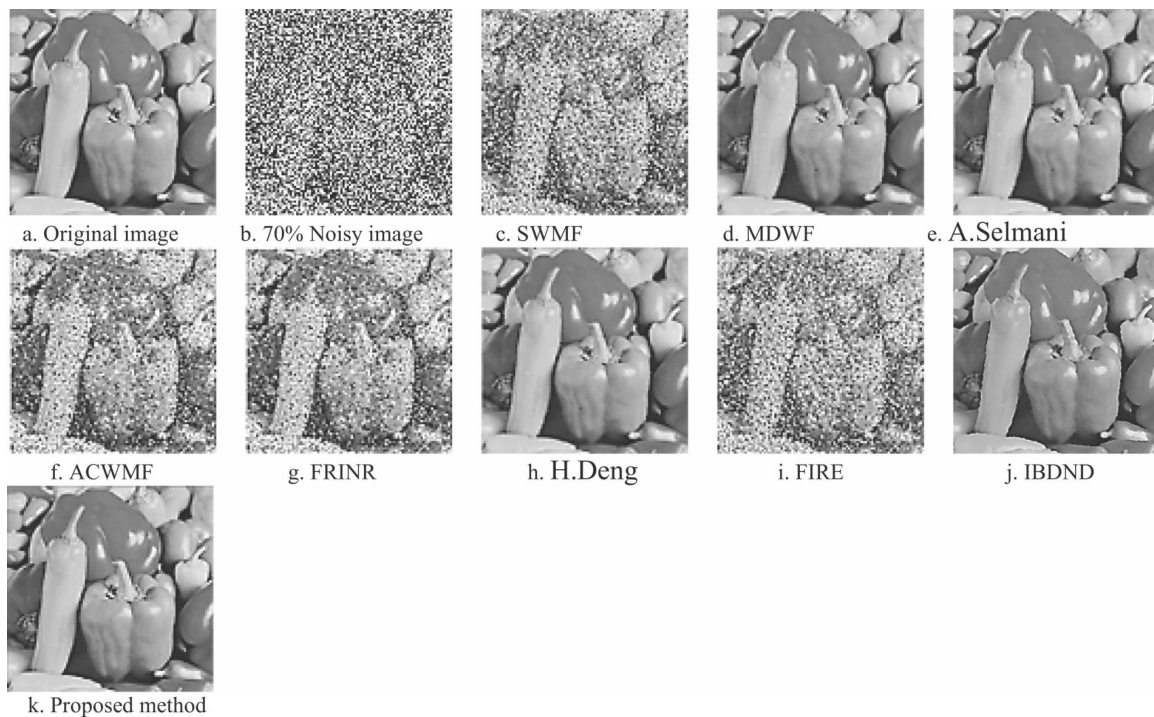 a. Original image
b. 70% Noisy image
c. SWMF
d. MDWF
e. A.Selmani
f. ACWMF
g. FRINR
h. H.Deng
i. FIRE
j. IBDND
k. Proposed method